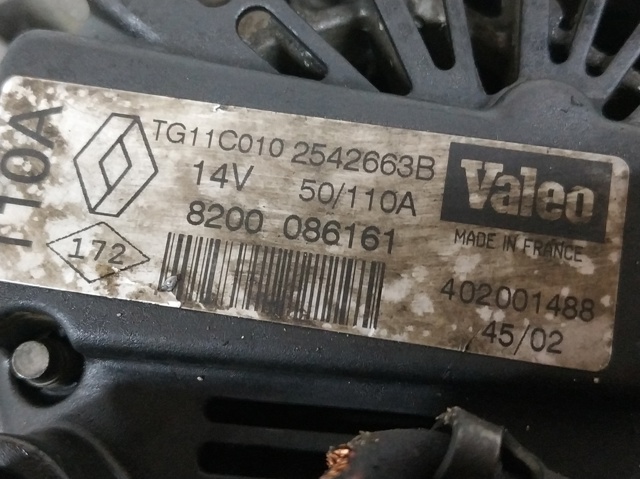 110A
TG11C010 2542663B
14V 50/110A
8200 086161
172
Valeo
MADE IN FRANCE
402001488
45/02